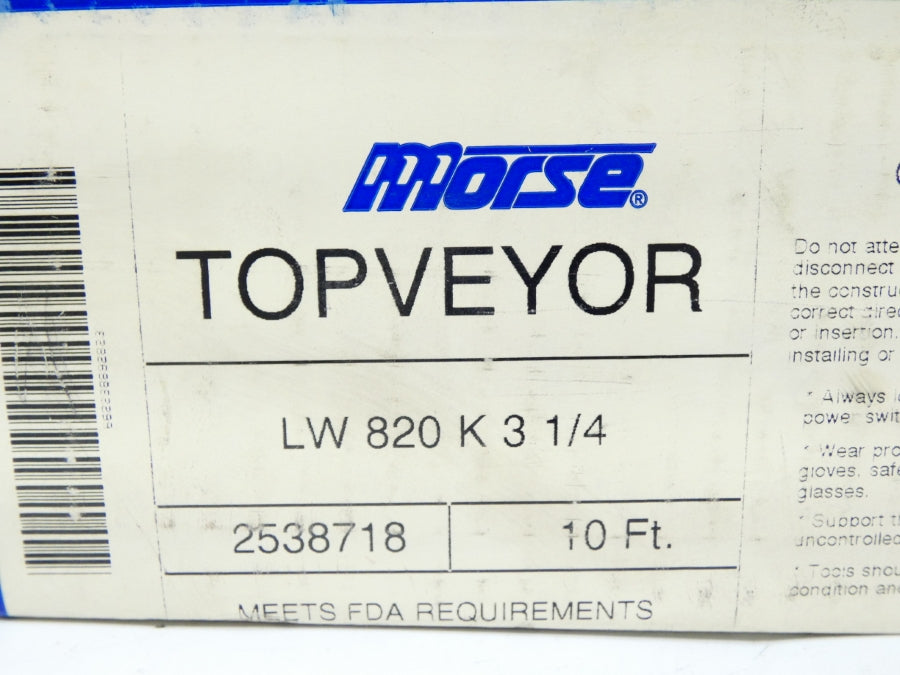 Morse®
TOPVEYOR
LW 820 K 3 1/4
2538718
10 Ft.
MEETS FDA REQUIREMENTS
Do not atte
disconnect
the constru
correct direc
or insertion.
installing or
* Always
power swit
* Wear pro
gloves, safe
glasses.
* Support t
uncontrolled
* Tools shou
condition and